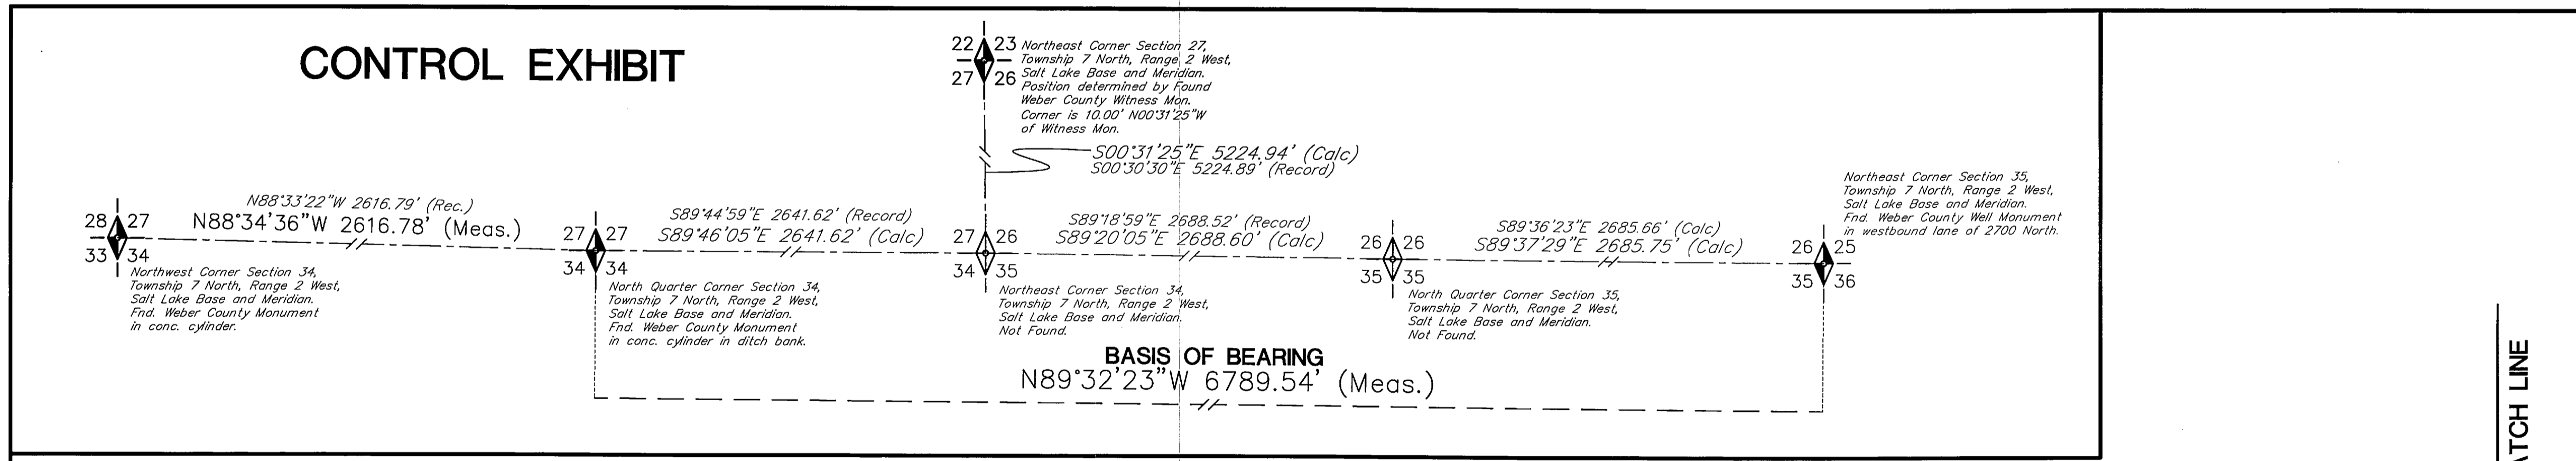 CONTROL EXHIBIT
22 23
27 26
Northeast Corner Section 27,
Township 7 North, Range 2 West,
Salt Lake Base and Meridian.
Position determined by Found
Weber County Witness Mon.
Corner is 10.00' N00°31'25"W
of Witness Mon.
S00°31'25"E 5224.94' (Calc)
S00°30'30"E 5224.89' (Record)
N88°33'22"W 2616.79' (Rec.)
N88°34'36"W 2616.78' (Meas.)
28 27
33 34
Northwest Corner Section 34,
Township 7 North, Range 2 West,
Salt Lake Base and Meridian.
Fnd. Weber County Monument
in conc. cylinder.
S89°44'59"E 2641.62' (Record)
S89°46'05"E 2641.62' (Calc)
27 27
34 34
North Quarter Corner Section 34,
Township 7 North, Range 2 West,
Salt Lake Base and Meridian.
Fnd. Weber County Monument
in conc. cylinder in ditch bank.
S89°18'59"E 2688.52' (Record)
S89°20'05"E 2688.60' (Calc)
27 26
34 35
Northeast Corner Section 34,
Township 7 North, Range 2 West,
Salt Lake Base and Meridian.
Not Found.
S89°36'23"E 2685.66' (Calc)
S89°37'29"E 2685.75' (Calc)
26 26
35 35
North Quarter Corner Section 35,
Township 7 North, Range 2 West,
Salt Lake Base and Meridian.
Not Found.
Northeast Corner Section 35,
Township 7 North, Range 2 West,
Salt Lake Base and Meridian.
Fnd. Weber County Well Monument
in westbound lane of 2700 North.
26 25
35 36
BASIS OF BEARING
N89°32'23"W 6789.54' (Meas.)
ATCH LINE